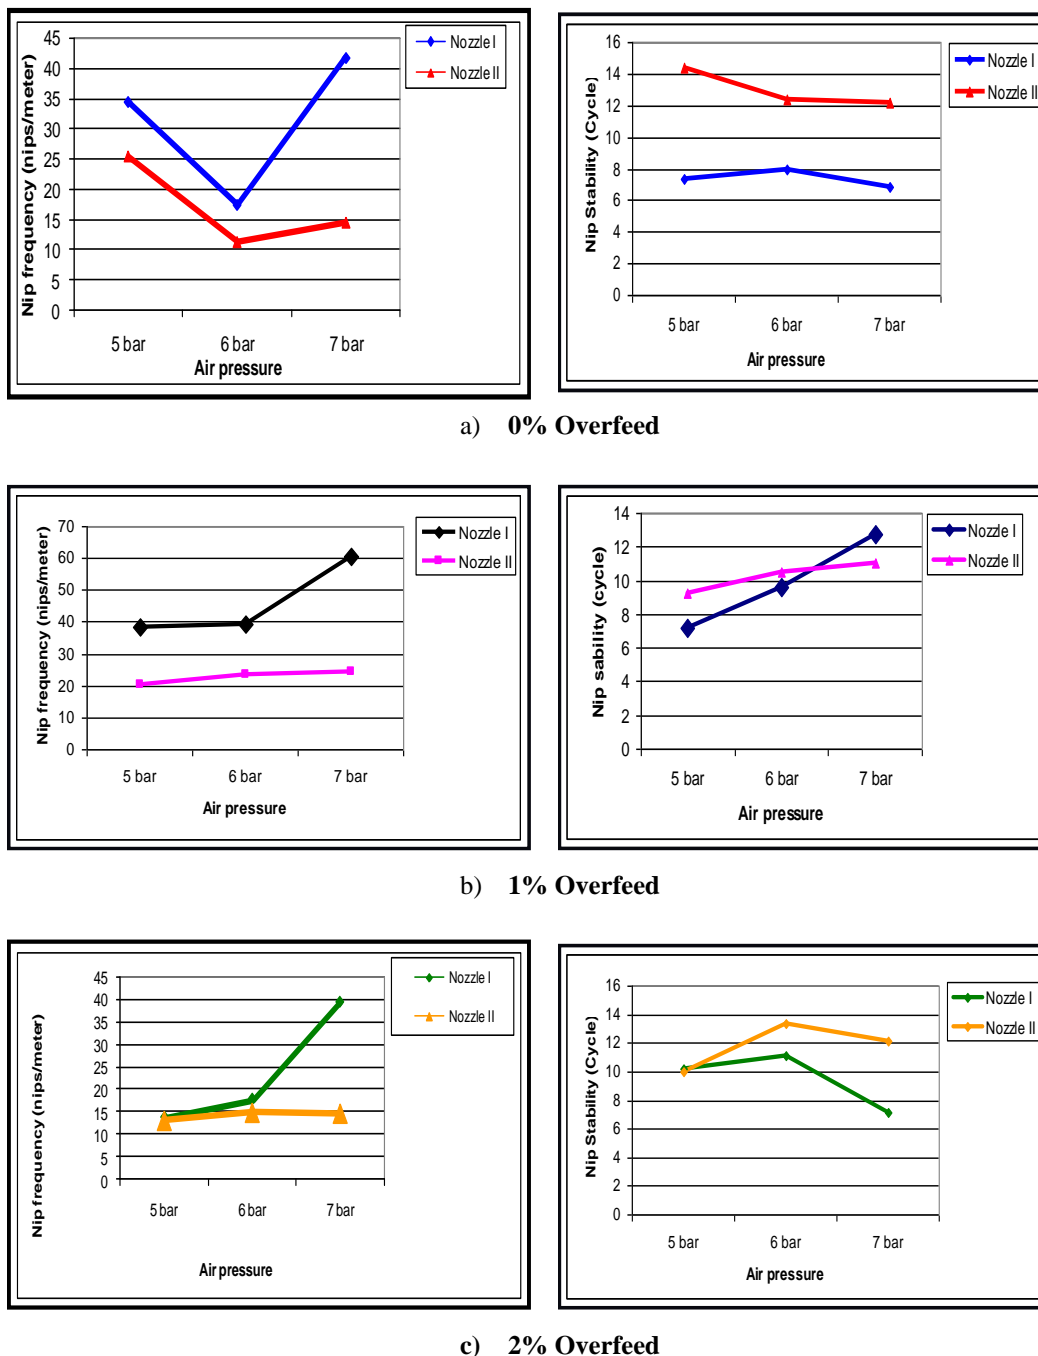 Nip frequency (nips/meter)
45
40
35
30
25
20
15
10
5
0
5 bar 6 bar 7 bar
Air pressure
Nozzle I
Nozzle II
Nip Stability (Cycle)
16
14
12
10
8
6
4
2
0
5 bar 6 bar 7 bar
Air pressure
Nozzle I
Nozzle II
a) 0% Overfeed
Nip frequency (nips/meter)
70
60
50
40
30
20
10
0
5 bar 6 bar 7 bar
Air pressure
Nozzle I
Nozzle II
Nip sability (cycle)
14
12
10
8
6
4
2
0
5 bar 6 bar 7 bar
Air pressure
Nozzle I
Nozzle II
b) 1% Overfeed
Nip frequency (nips/meter)
45
40
35
30
25
20
15
10
5
0
5 bar 6 bar 7 bar
Air pressure
Nozzle I
Nozzle II
Nip Stability (Cycle)
16
14
12
10
8
6
4
2
0
5 bar 6 bar 7 bar
Air pressure
Nozzle I
Nozzle II
c) 2% Overfeed